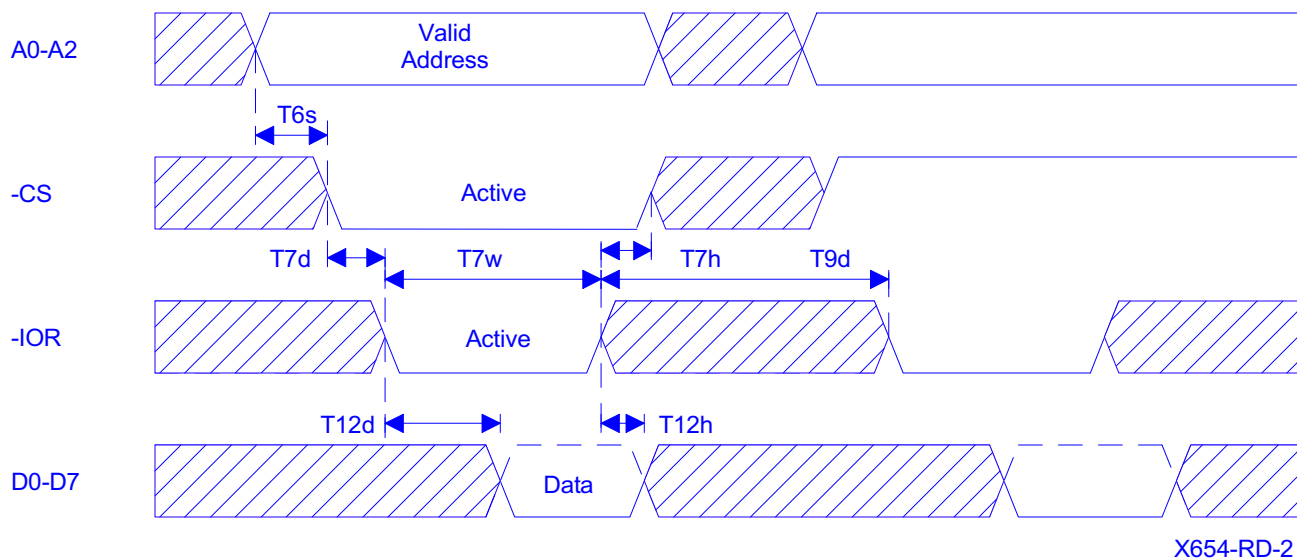 A0-A2
Valid
Address
T6s
-CS
Active
T7d
T7w
T7h
T9d
-IOR
Active
T12d
T12h
D0-D7
Data
X654-RD-2